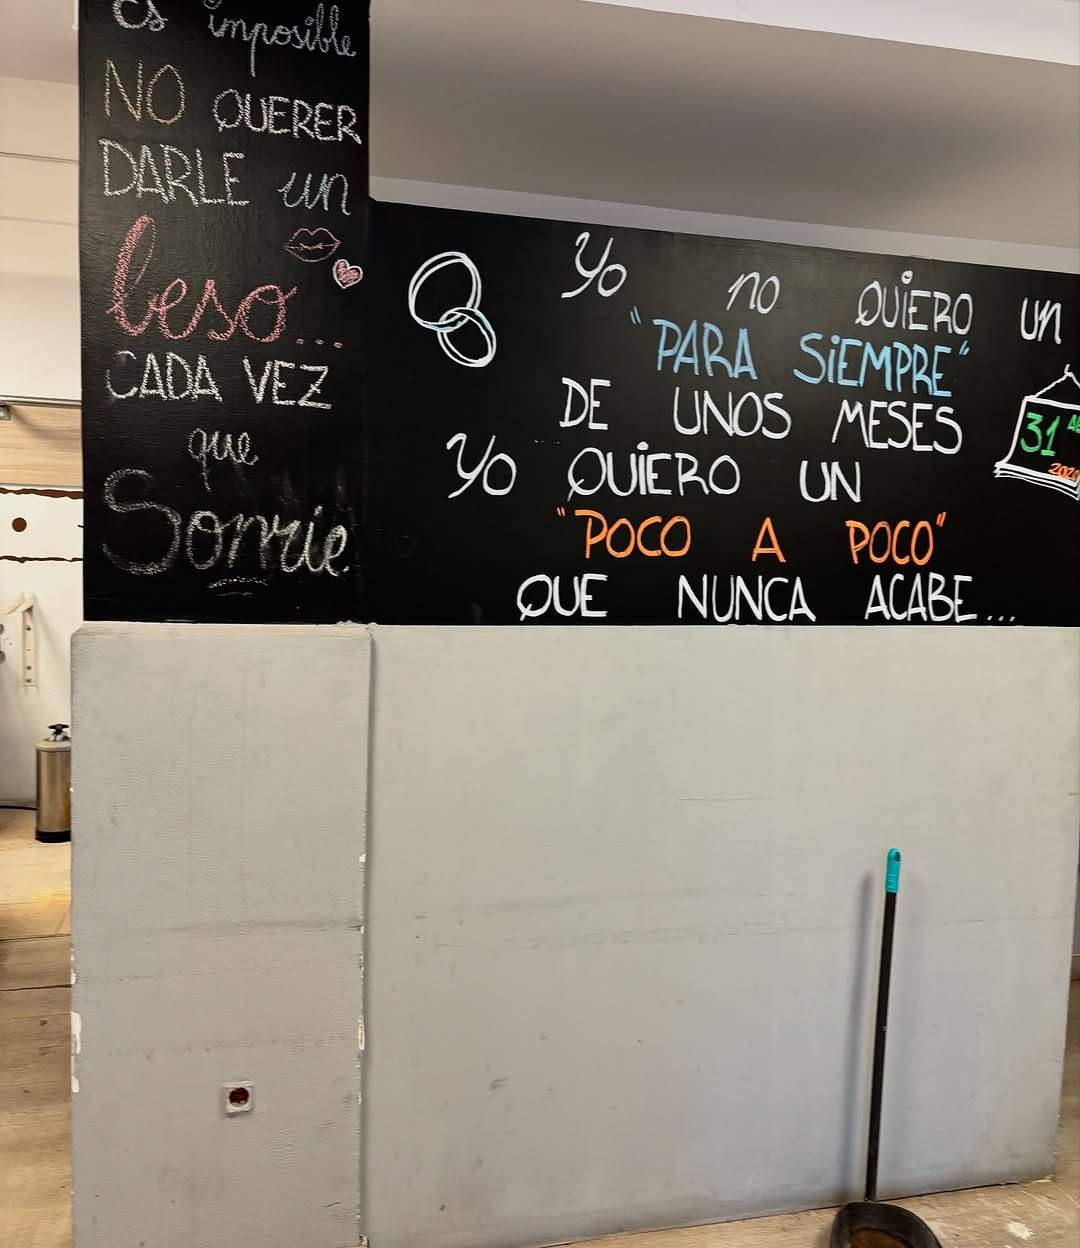 es imposible
NO QUERER
DARLE un
beso...
CADA VEZ
que
Sonríe
Yo no QUiERO un
"PARA SiEMPRE"
DE UNOS MESES
Yo QUiERO UN
"POCO A POCO"
QUE NUNCA ACABE...
31